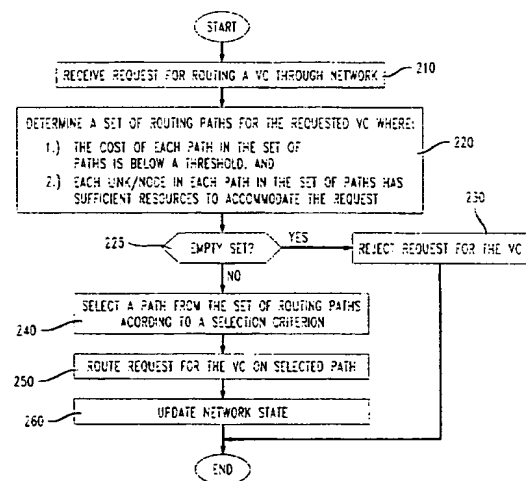 START
RECEIVE REQUEST FOR ROUTING A VC THROUGH NETWORK
210
DETERMINE A SET OF ROUTING PATHS FOR THE REQUESTED VC WHERE:
1.) THE COST OF EACH PATH IN THE SET OF
PATHS IS BELOW A THRESHOLD, AND
2.) EACH LINK/NODE IN EACH PATH IN THE SET OF PATHS HAS
SUFFICIENT RESOURCES TO ACCOMMODATE THE REQUEST
220
225
EMPTY SET?
YES
230
REJECT REQUEST FOR THE VC
NO
SELECT A PATH FROM THE SET OF ROUTING PATHS
ACORDING TO A SELECTION CRITERION
240
ROUTE REQUEST FOR THE VC ON SELECTED PATH
250
UPDATE NETWORK STATE
260
END